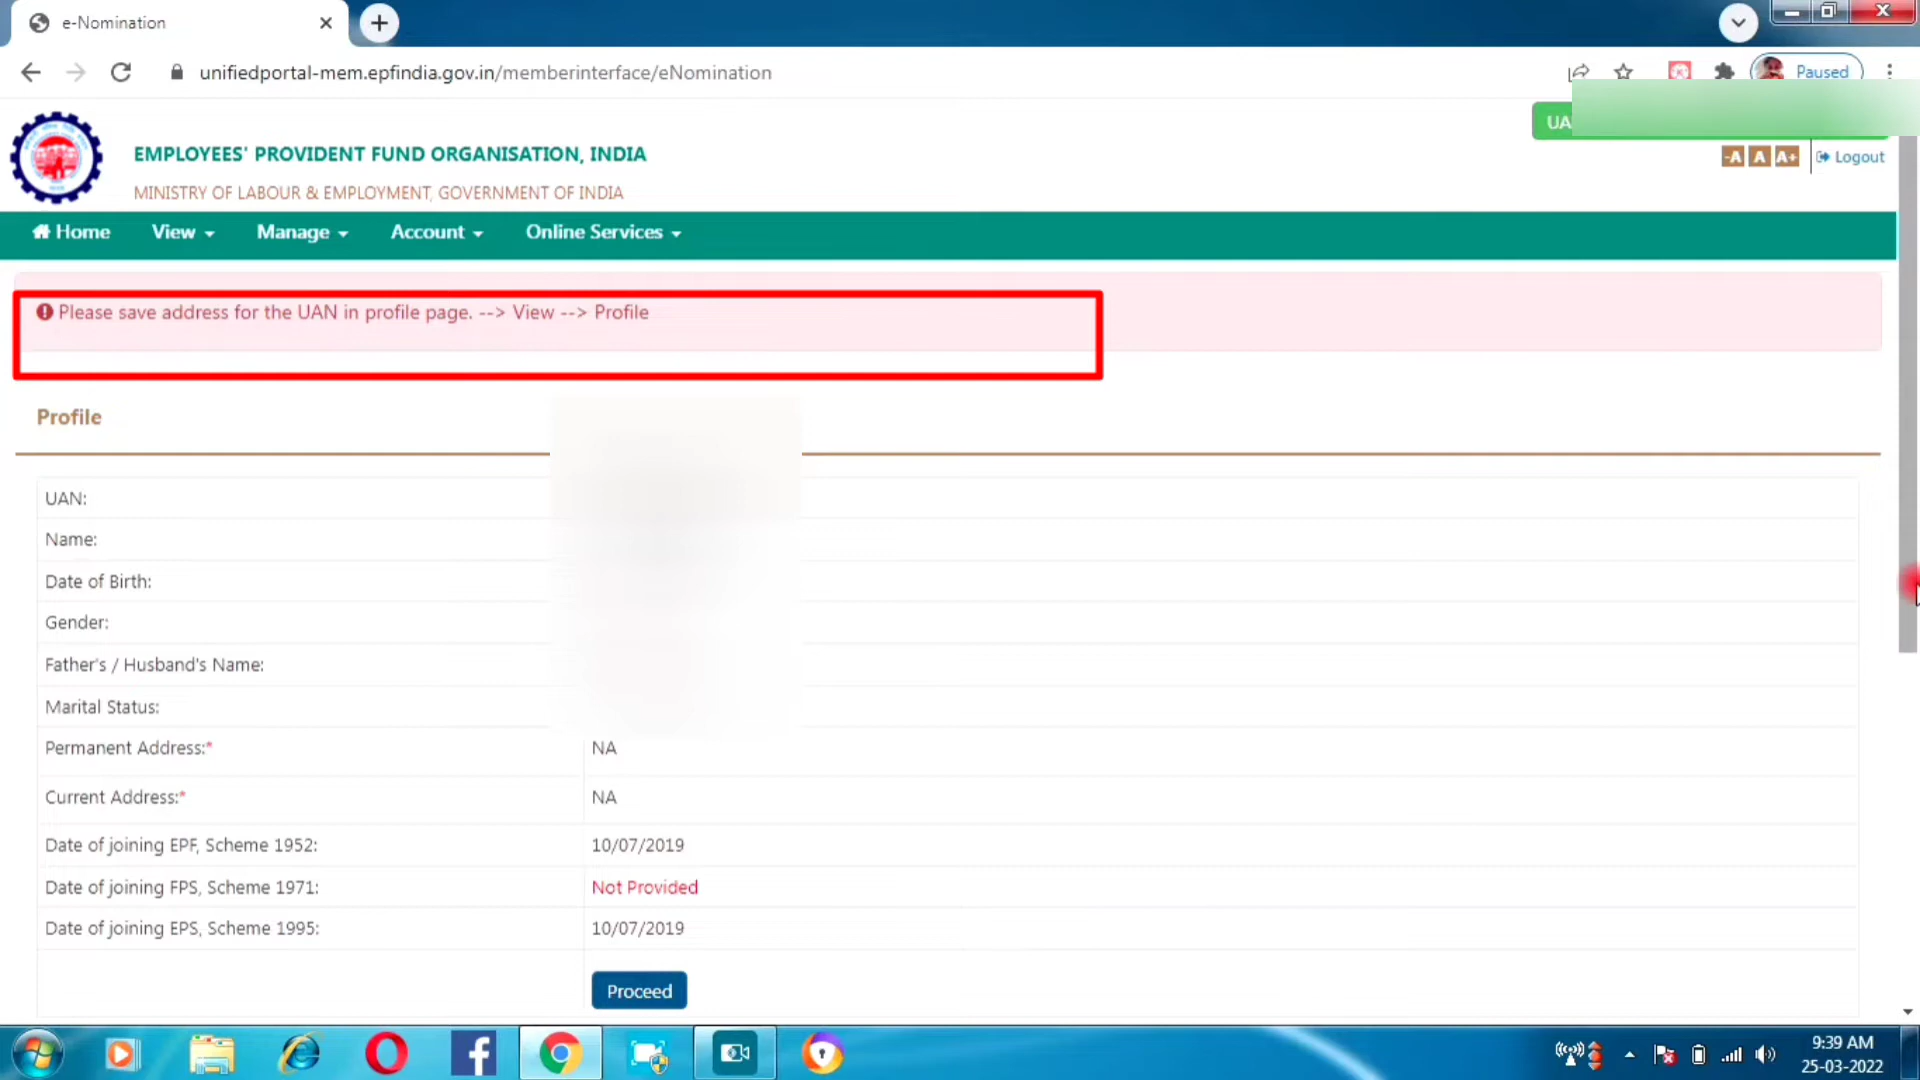 e-Nomination
unifiedportal-mem.epfindia.gov.in/memberinterface/eNomination
Paused
UA
EMPLOYEES' PROVIDENT FUND ORGANISATION, INDIA
MINISTRY OF LABOUR & EMPLOYMENT, GOVERNMENT OF INDIA
-A A A+ Logout
Home View Manage Account Online Services
Please save address for the UAN in profile page. --> View --> Profile
Profile
UAN:
Name:
Date of Birth:
Gender:
Father's / Husband's Name:
Marital Status:
Permanent Address:* NA
Current Address:* NA
Date of joining EPF, Scheme 1952: 10/07/2019
Date of joining FPS, Scheme 1971: Not Provided
Date of joining EPS, Scheme 1995: 10/07/2019
Proceed
9:39 AM
25-03-2022